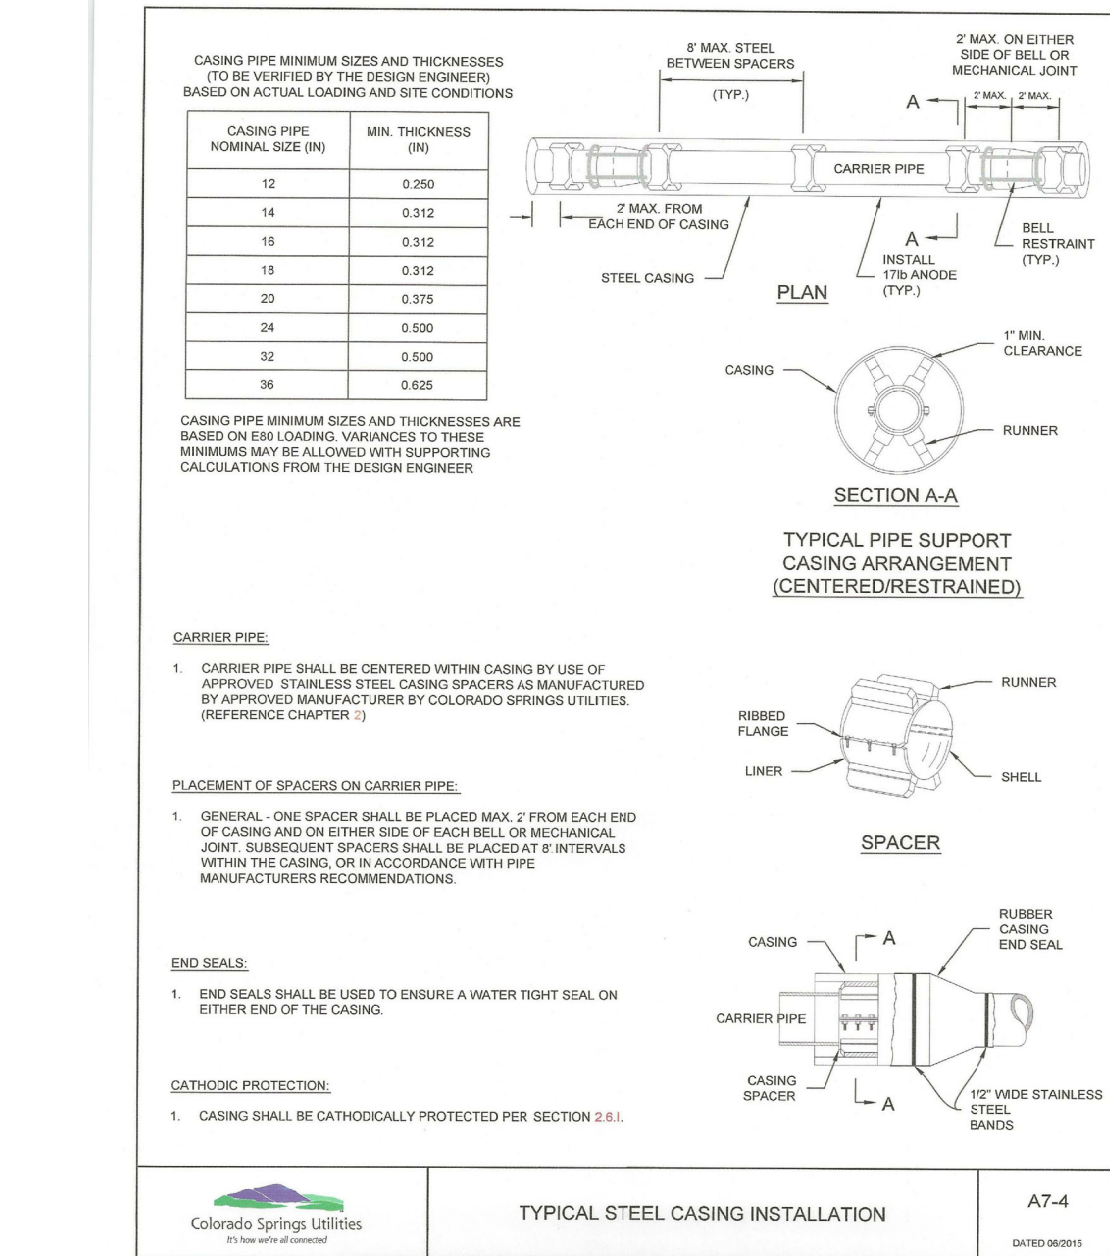 CASING PIPE MINIMUM SIZES AND THICKNESSES
(TO BE VERIFIED BY THE DESIGN ENGINEER)
BASED ON ACTUAL LOADING AND SITE CONDITIONS
CASING PIPE NOMINAL SIZE (IN) MIN. THICKNESS (IN)
12 0.250
14 0.312
16 0.312
18 0.312
20 0.375
24 0.500
32 0.500
36 0.625
CASING PIPE MINIMUM SIZES AND THICKNESSES ARE
BASED ON E80 LOADING. VARIANCES TO THESE
MINIMUMS MAY BE ALLOWED WITH SUPPORTING
CALCULATIONS FROM THE DESIGN ENGINEER
8' MAX. STEEL
BETWEEN SPACERS
(TYP.)
2' MAX. ON EITHER
SIDE OF BELL OR
MECHANICAL JOINT
A
2' MAX. 2' MAX.
CARRIER PIPE
2' MAX. FROM
EACH END OF CASING
A
STEEL CASING
INSTALL
17lb ANODE
(TYP.)
BELL
RESTRAINT
(TYP.)
PLAN
1" MIN.
CLEARANCE
CASING
RUNNER
SECTION A-A
TYPICAL PIPE SUPPORT
CASING ARRANGEMENT
(CENTERED/RESTRAINED)
CARRIER PIPE:
1. CARRIER PIPE SHALL BE CENTERED WITHIN CASING BY USE OF
APPROVED STAINLESS STEEL CASING SPACERS AS MANUFACTURED
BY APPROVED MANUFACTURER BY COLORADO SPRINGS UTILITIES.
(REFERENCE CHAPTER 2)
PLACEMENT OF SPACERS ON CARRIER PIPE:
1. GENERAL - ONE SPACER SHALL BE PLACED MAX. 2' FROM EACH END
OF CASING AND ON EITHER SIDE OF EACH BELL OR MECHANICAL
JOINT. SUBSEQUENT SPACERS SHALL BE PLACED AT 8' INTERVALS
WITHIN THE CASING, OR IN ACCORDANCE WITH PIPE
MANUFACTURERS RECOMMENDATIONS.
END SEALS:
1. END SEALS SHALL BE USED TO ENSURE A WATER TIGHT SEAL ON
EITHER END OF THE CASING.
CATHODIC PROTECTION:
1. CASING SHALL BE CATHODICALLY PROTECTED PER SECTION 2.6.I.
RUNNER
RIBBED
FLANGE
LINER
SHELL
SPACER
RUBBER
CASING
END SEAL
CASING
A
CARRIER PIPE
CASING
SPACER
A
1/2" WIDE STAINLESS
STEEL
BANDS
Colorado Springs Utilities
It's how we're all connected
TYPICAL STEEL CASING INSTALLATION
A7-4
DATED 06/2015